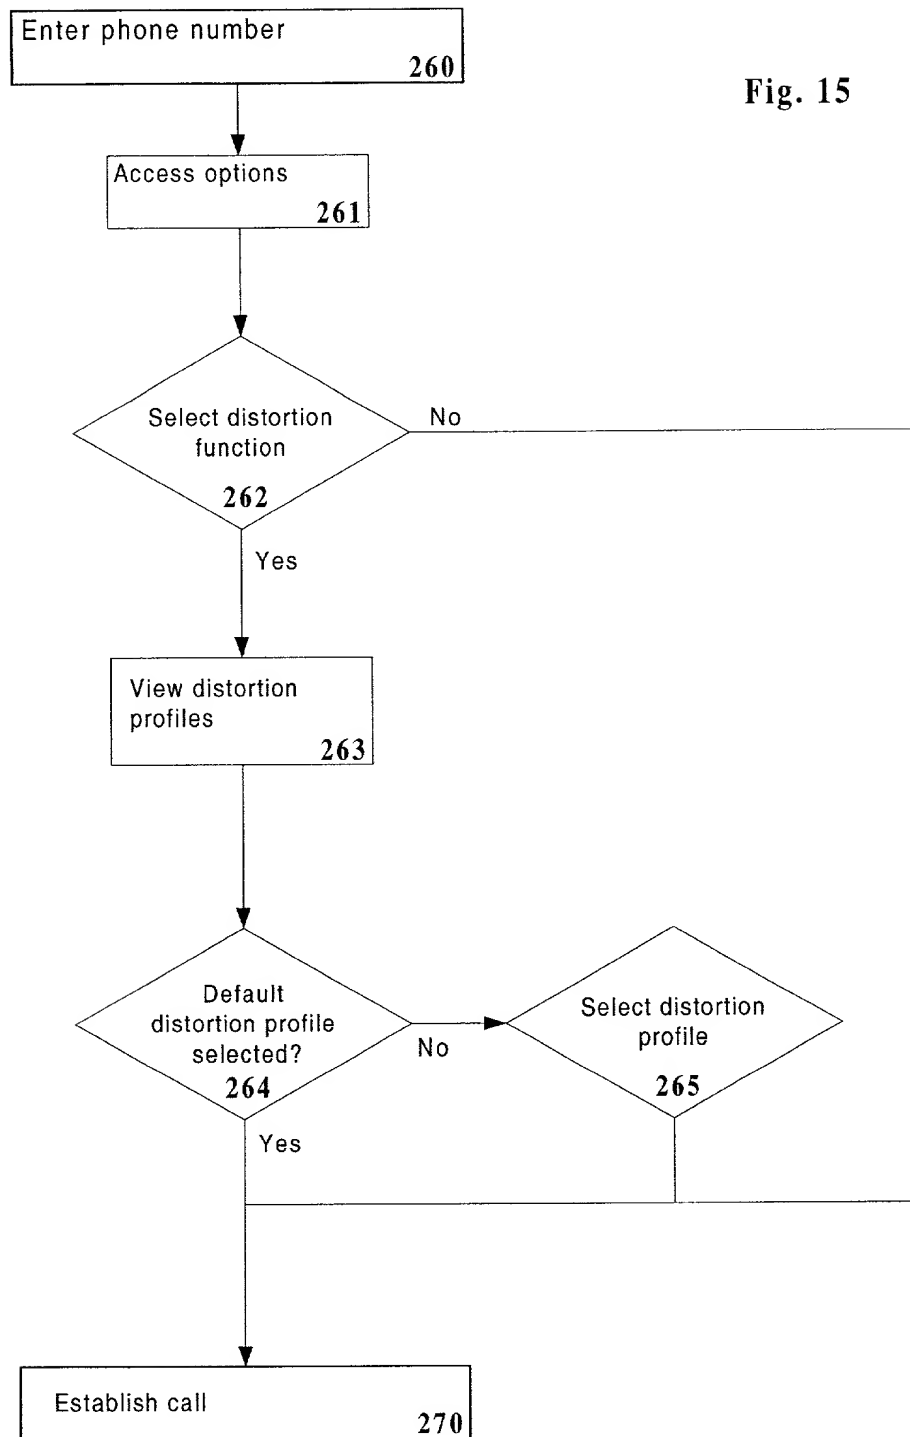 Enter phone number
260
Fig. 15
Access options
261
Select distortion
function
262
No
Yes
View distortion
profiles
263
Default
distortion profile
selected?
264
No
Select distortion
profile
265
Yes
Establish call
270